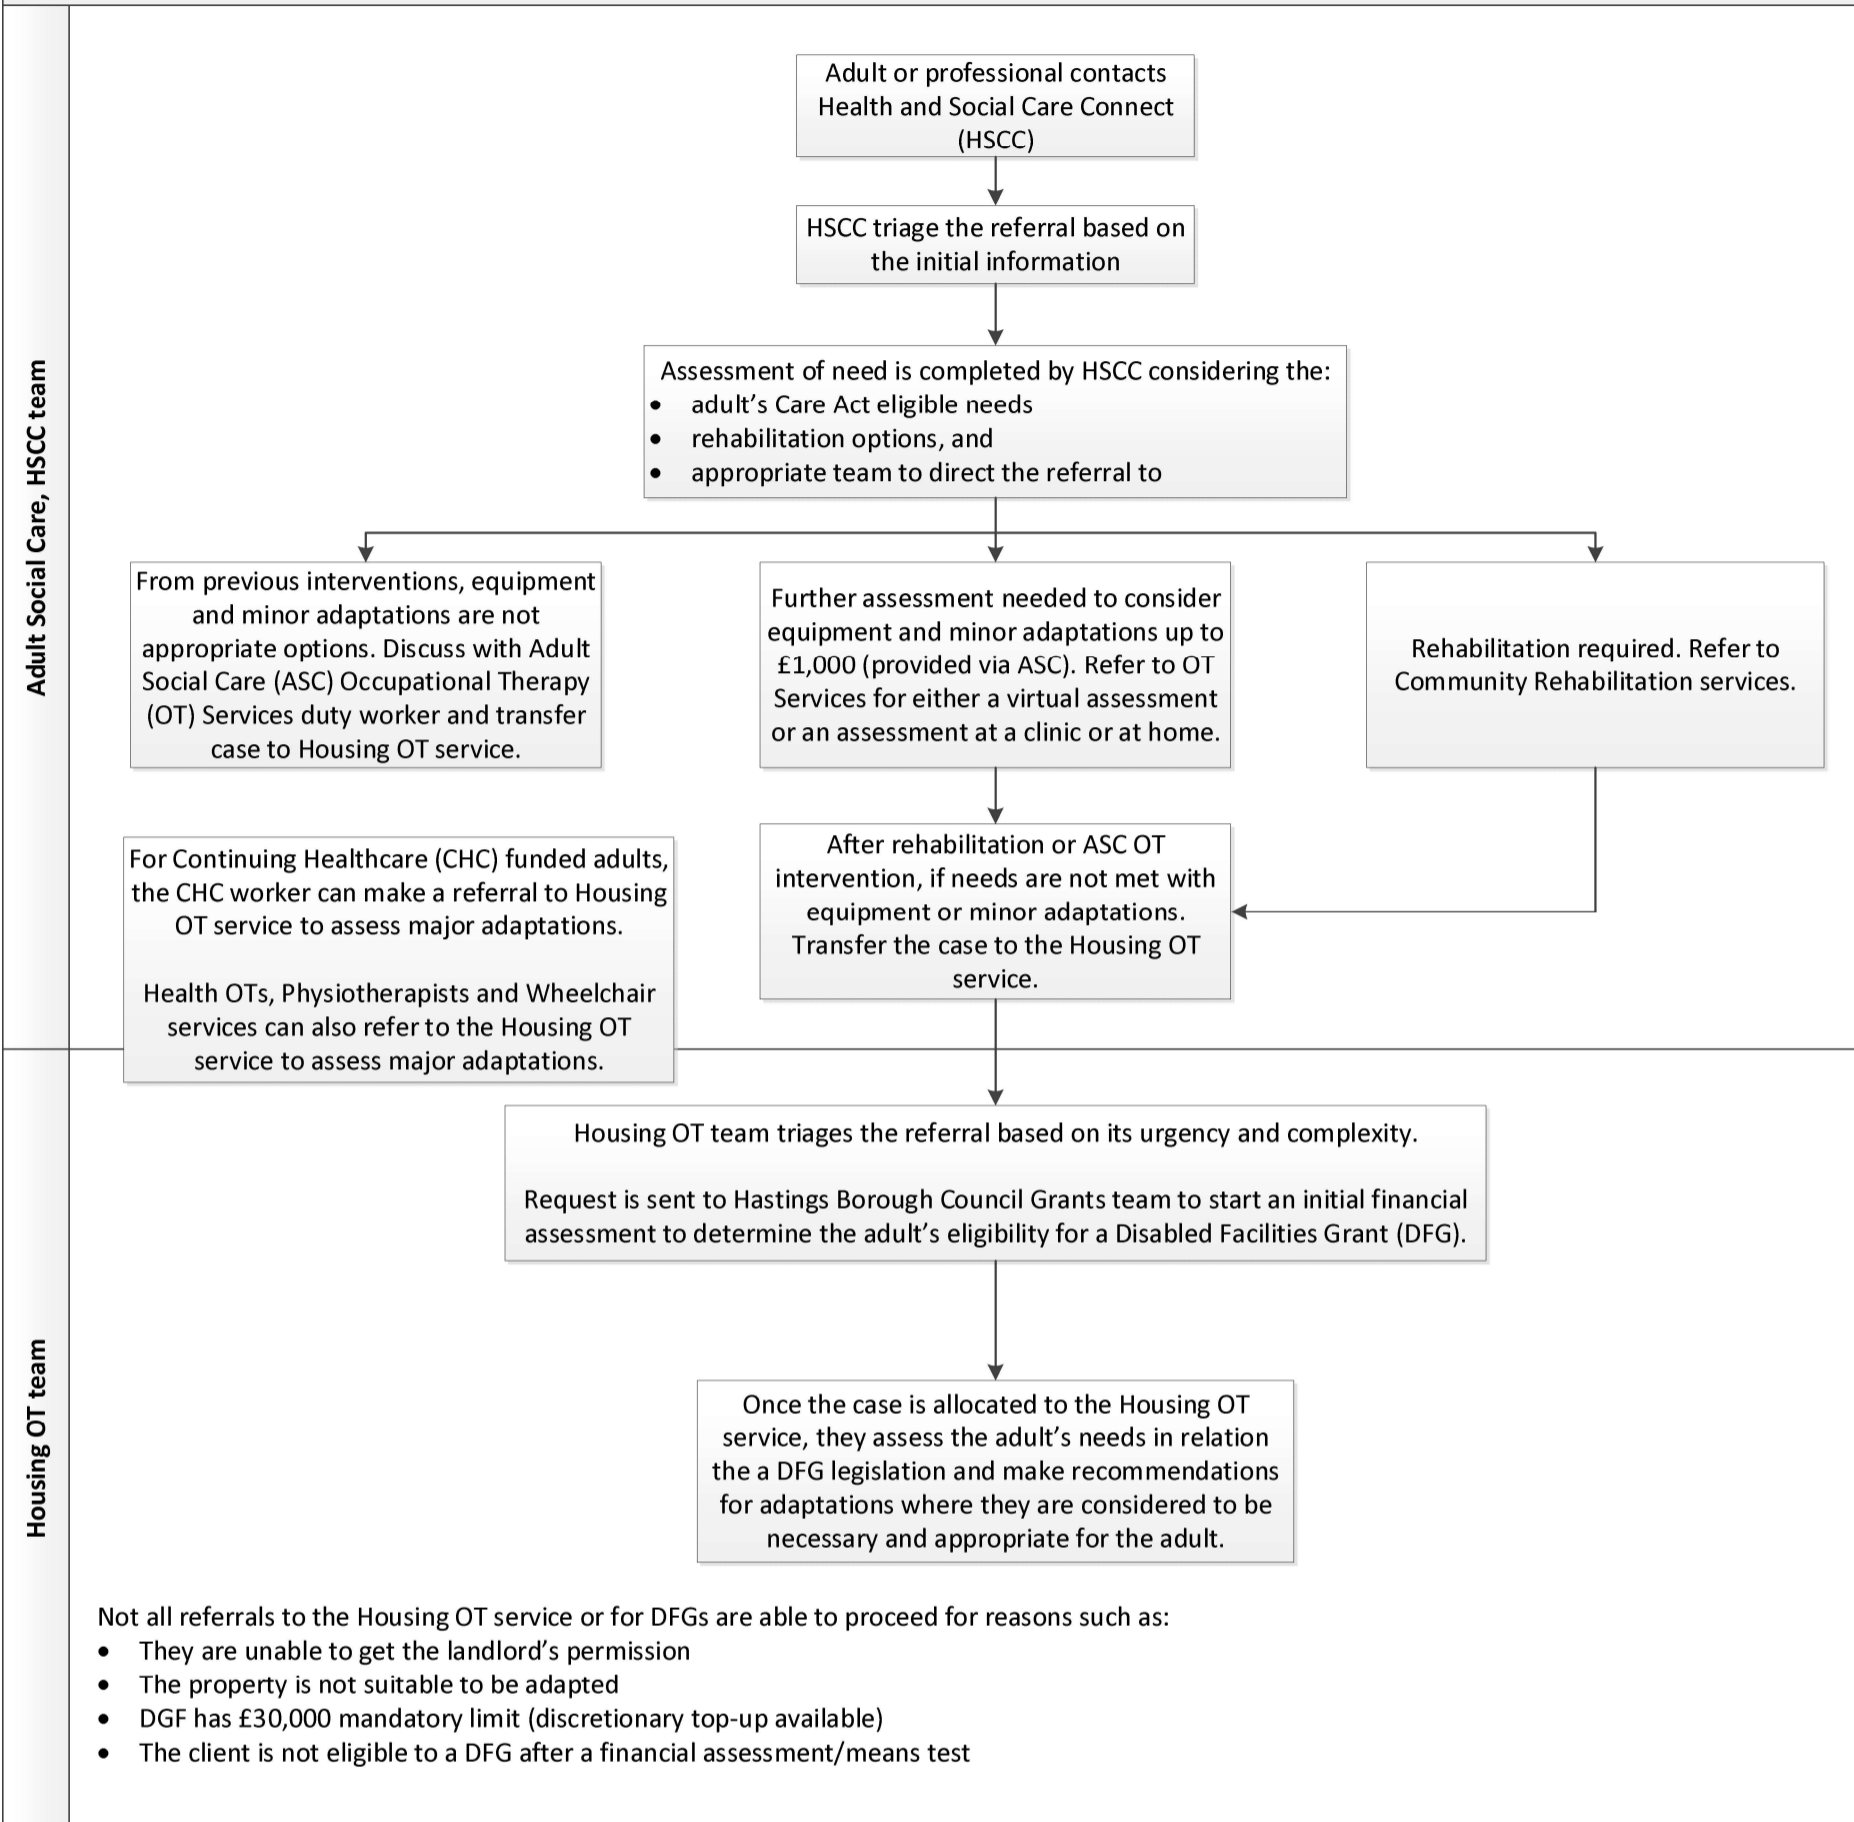 Adult Social Care, HSCC team
Adult or professional contacts
Health and Social Care Connect
(HSCC)
HSCC triage the referral based on
the initial information
Assessment of need is completed by HSCC considering the:
• adult’s Care Act eligible needs
• rehabilitation options, and
• appropriate team to direct the referral to
From previous interventions, equipment
and minor adaptations are not
appropriate options. Discuss with Adult
Social Care (ASC) Occupational Therapy
(OT) Services duty worker and transfer
case to Housing OT service.
Further assessment needed to consider
equipment and minor adaptations up to
£1,000 (provided via ASC). Refer to OT
Services for either a virtual assessment
or an assessment at a clinic or at home.
Rehabilitation required. Refer to
Community Rehabilitation services.
For Continuing Healthcare (CHC) funded adults,
the CHC worker can make a referral to Housing
OT service to assess major adaptations.
Health OTs, Physiotherapists and Wheelchair
services can also refer to the Housing OT
service to assess major adaptations.
After rehabilitation or ASC OT
intervention, if needs are not met with
equipment or minor adaptations.
Transfer the case to the Housing OT
service.
Housing OT team
Housing OT team triages the referral based on its urgency and complexity.
Request is sent to Hastings Borough Council Grants team to start an initial financial
assessment to determine the adult’s eligibility for a Disabled Facilities Grant (DFG).
Once the case is allocated to the Housing OT
service, they assess the adult’s needs in relation
the a DFG legislation and make recommendations
for adaptations where they are considered to be
necessary and appropriate for the adult.
Not all referrals to the Housing OT service or for DFGs are able to proceed for reasons such as:
• They are unable to get the landlord’s permission
• The property is not suitable to be adapted
• DGF has £30,000 mandatory limit (discretionary top-up available)
• The client is not eligible to a DFG after a financial assessment/means test